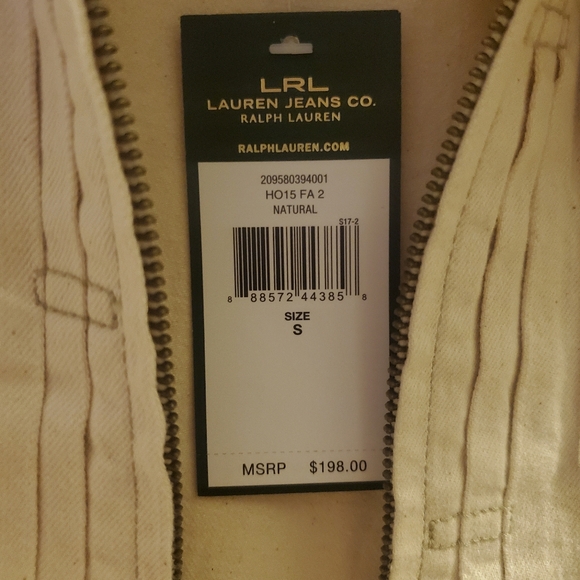 LRL
LAUREN JEANS CO.
RALPH LAUREN
RALPHLAUREN.COM
209580394001
HO15 FA 2
NATURAL
S17-2
8 88572 44385 8
SIZE
S
MSRP $198.00